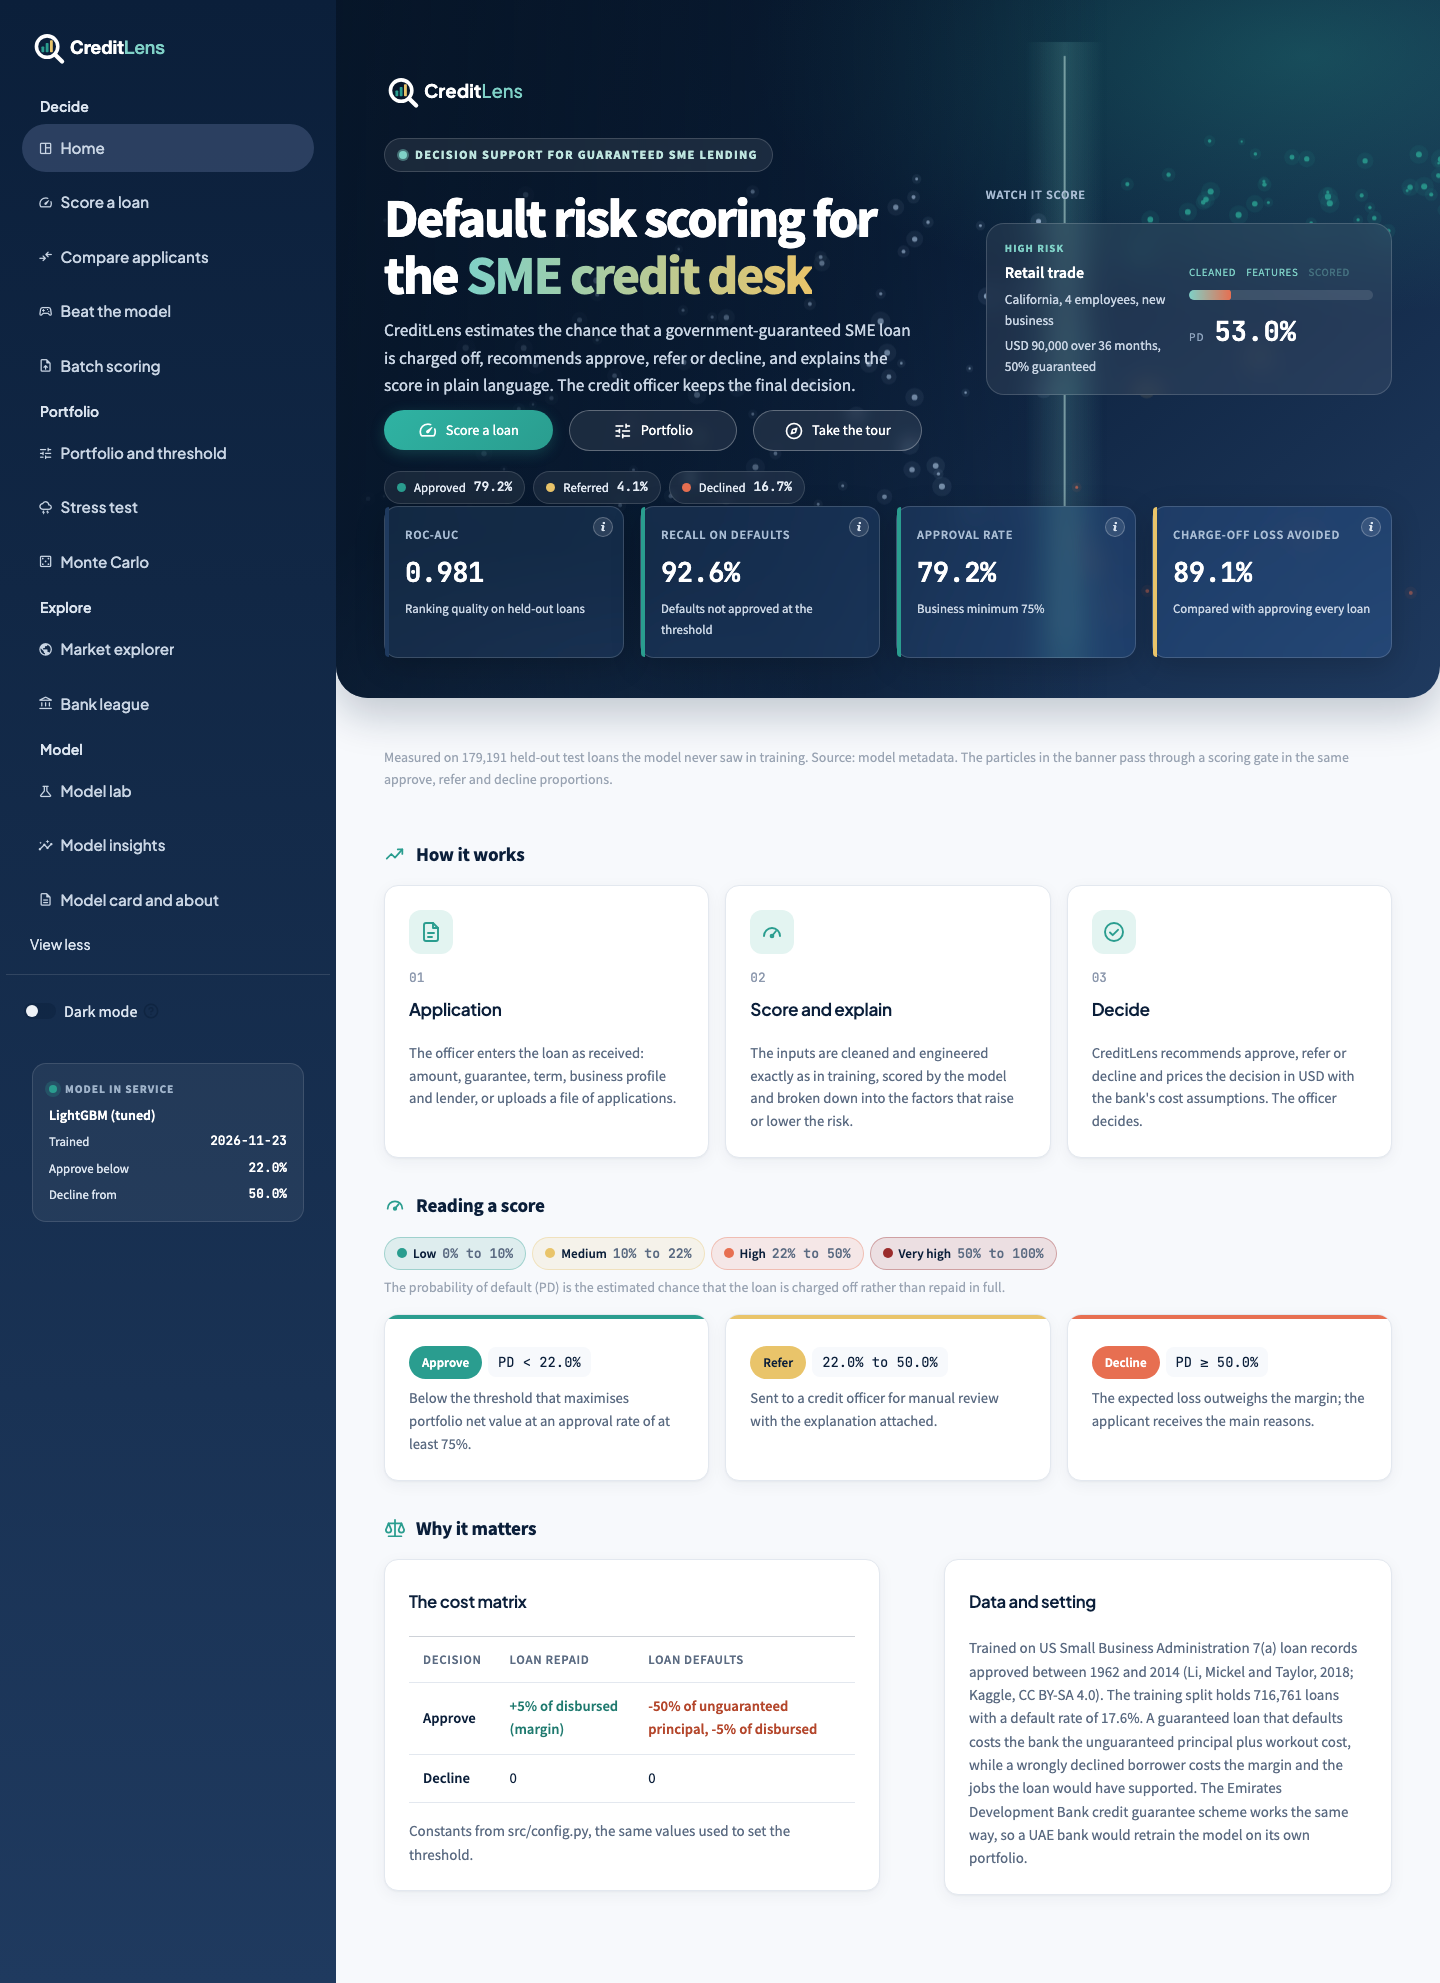 CreditLens
Decide
Home
Score a loan
Compare applicants
Beat the model
Batch scoring
Portfolio
Portfolio and threshold
Stress test
Monte Carlo
Explore
Market explorer
Bank league
Model
Model lab
Model insights
Model card and about
View less
Dark mode
MODEL IN SERVICE
LightGBM (tuned)
Trained 2026-11-23
Approve below 22.0%
Decline from 50.0%
CreditLens
DECISION SUPPORT FOR GUARANTEED SME LENDING
Default risk scoring for
the SME credit desk
CreditLens estimates the chance that a government-guaranteed SME loan
is charged off, recommends approve, refer or decline, and explains the
score in plain language. The credit officer keeps the final decision.
Score a loan
Portfolio
Take the tour
WATCH IT SCORE
HIGH RISK
Retail trade
California, 4 employees, new
business
USD 90,000 over 36 months,
50% guaranteed
CLEANED FEATURES SCORED
PD 53.0%
Approved 79.2%
Referred 4.1%
Declined 16.7%
ROC-AUC
i
0.981
Ranking quality on held-out loans
RECALL ON DEFAULTS
i
92.6%
Defaults not approved at the
threshold
APPROVAL RATE
i
79.2%
Business minimum 75%
CHARGE-OFF LOSS AVOIDED
i
89.1%
Compared with approving every loan
Measured on 179,191 held-out test loans the model never saw in training. Source: model metadata. The particles in the banner pass through a scoring gate in the same
approve, refer and decline proportions.
How it works
01
Application
The officer enters the loan as received:
amount, guarantee, term, business profile
and lender, or uploads a file of applications.
02
Score and explain
The inputs are cleaned and engineered
exactly as in training, scored by the model
and broken down into the factors that raise
or lower the risk.
03
Decide
CreditLens recommends approve, refer or
decline and prices the decision in USD with
the bank's cost assumptions. The officer
decides.
Reading a score
Low 0% to 10%
Medium 10% to 22%
High 22% to 50%
Very high 50% to 100%
The probability of default (PD) is the estimated chance that the loan is charged off rather than repaid in full.
Approve PD < 22.0%
Below the threshold that maximises
portfolio net value at an approval rate of at
least 75%.
Refer 22.0% to 50.0%
Sent to a credit officer for manual review
with the explanation attached.
Decline PD ≥ 50.0%
The expected loss outweighs the margin; the
applicant receives the main reasons.
Why it matters
The cost matrix
DECISION LOAN REPAID LOAN DEFAULTS
Approve
+5% of disbursed
(margin)
-50% of unguaranteed
principal, -5% of disbursed
Decline 0 0
Constants from src/config.py, the same values used to set the
threshold.
Data and setting
Trained on US Small Business Administration 7(a) loan records
approved between 1962 and 2014 (Li, Mickel and Taylor, 2018;
Kaggle, CC BY-SA 4.0). The training split holds 716,761 loans
with a default rate of 17.6%. A guaranteed loan that defaults
costs the bank the unguaranteed principal plus workout cost,
while a wrongly declined borrower costs the margin and the
jobs the loan would have supported. The Emirates
Development Bank credit guarantee scheme works the same
way, so a UAE bank would retrain the model on its own
portfolio.